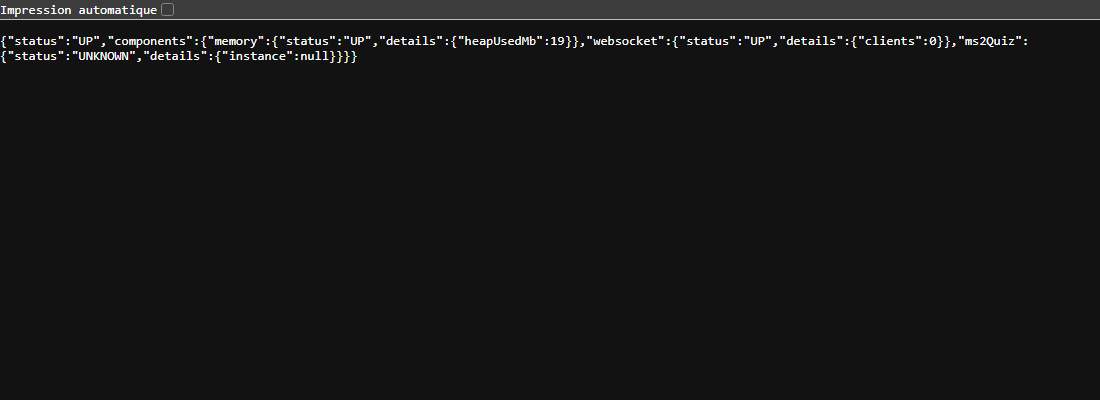 Impression automatique
{"status":"UP","components":{"memory":{"status":"UP","details":{"heapUsedMb":19}},"websocket":{"status":"UP","details":{"clients":0}},"ms2Quiz":
{"status":"UNKNOWN","details":{"instance":null}}}}